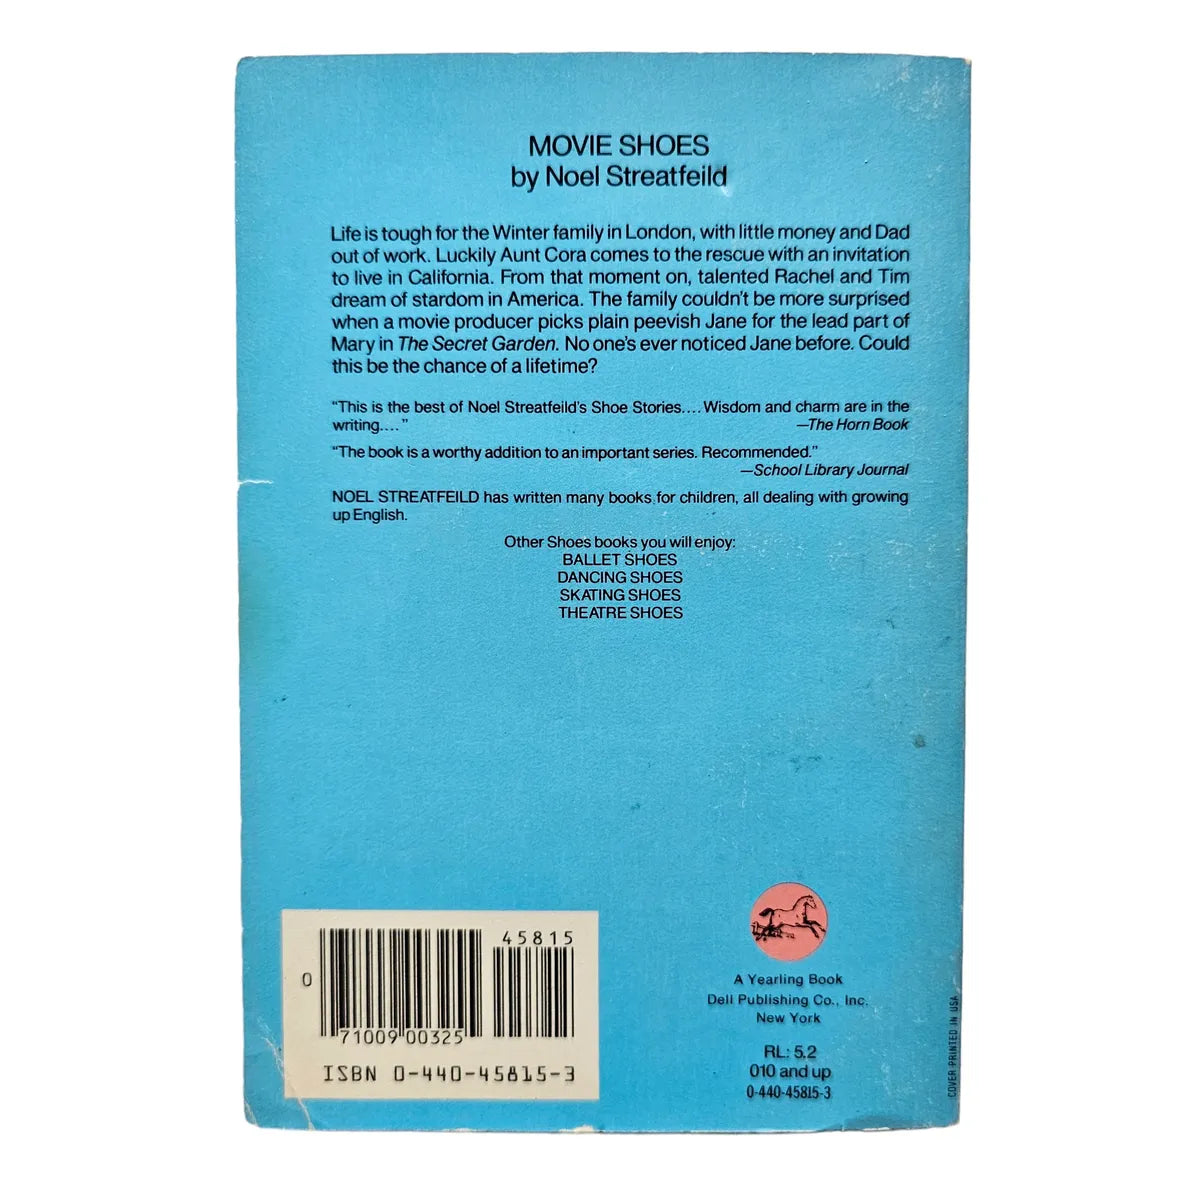 MOVIE SHOES
by Noel Streatfeild
Life is tough for the Winter family in London, with little money and Dad
out of work. Luckily Aunt Cora comes to the rescue with an invitation
to live in California. From that moment on, talented Rachel and Tim
dream of stardom in America. The family couldn't be more surprised
when a movie producer picks plain peevish Jane for the lead part of
Mary in The Secret Garden. No one's ever noticed Jane before. Could
this be the chance of a lifetime?
"This is the best of Noel Streatfeild's Shoe Stories.... Wisdom and charm are in the
writing...." —The Horn Book
"The book is a worthy addition to an important series. Recommended."
—School Library Journal
NOEL STREATFEILD has written many books for children, all dealing with growing
up English.
Other Shoes books you will enjoy:
BALLET SHOES
DANCING SHOES
SKATING SHOES
THEATRE SHOES
45815
0
71009 00325
ISBN 0-440-45815-3
A Yearling Book
Dell Publishing Co., Inc.
New York
RL: 5.2
010 and up
0-440-45815-3
COVER PRINTED IN USA